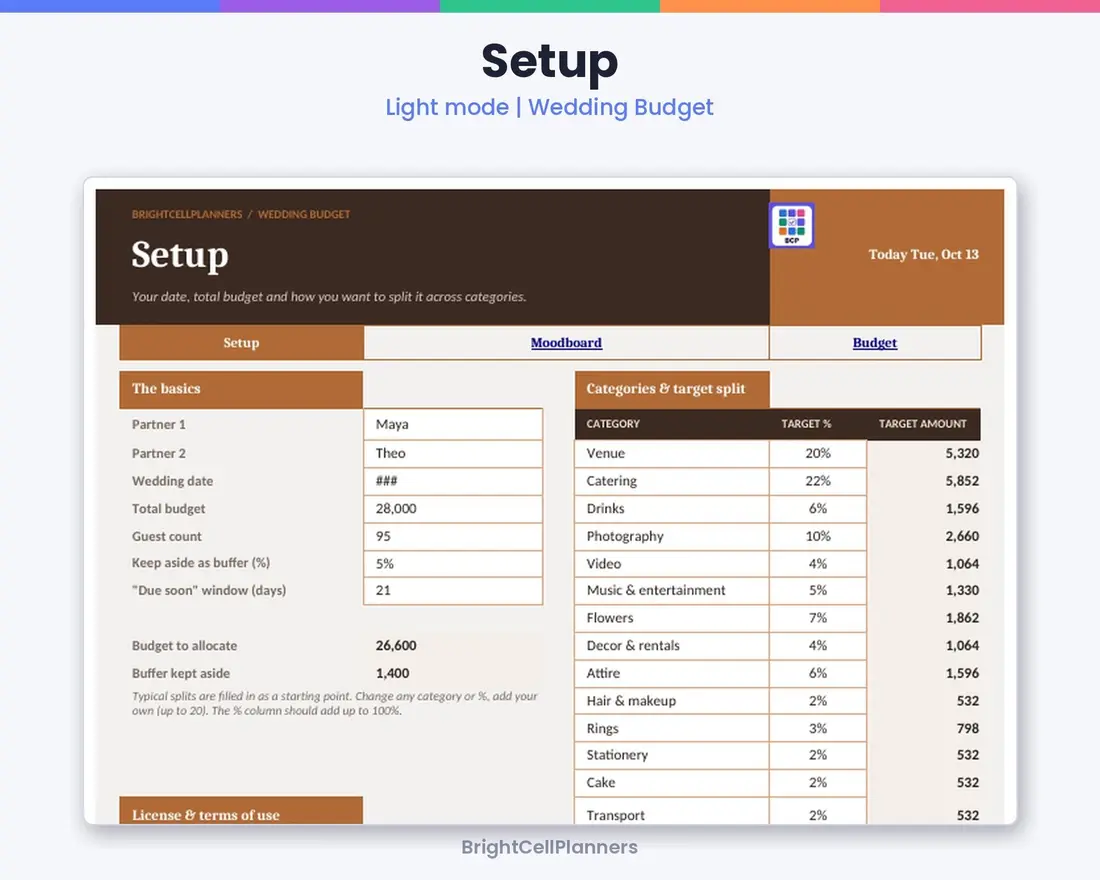 Setup
Light mode | Wedding Budget
BRIGHTCELLPLANNERS / WEDDING BUDGET
Setup
Your date, total budget and how you want to split it across categories.
BCP
Today Tue, Oct 13
Setup Moodboard Budget
The basics
Partner 1 Maya
Partner 2 Theo
Wedding date ###
Total budget 28,000
Guest count 95
Keep aside as buffer (%) 5%
"Due soon" window (days) 21
Budget to allocate 26,600
Buffer kept aside 1,400
Typical splits are filled in as a starting point. Change any category or %, add your
own (up to 20). The % column should add up to 100%.
License & terms of use
Categories & target split
CATEGORY TARGET % TARGET AMOUNT
Venue 20% 5,320
Catering 22% 5,852
Drinks 6% 1,596
Photography 10% 2,660
Video 4% 1,064
Music & entertainment 5% 1,330
Flowers 7% 1,862
Decor & rentals 4% 1,064
Attire 6% 1,596
Hair & makeup 2% 532
Rings 3% 798
Stationery 2% 532
Cake 2% 532
Transport 2% 532
BrightCellPlanners